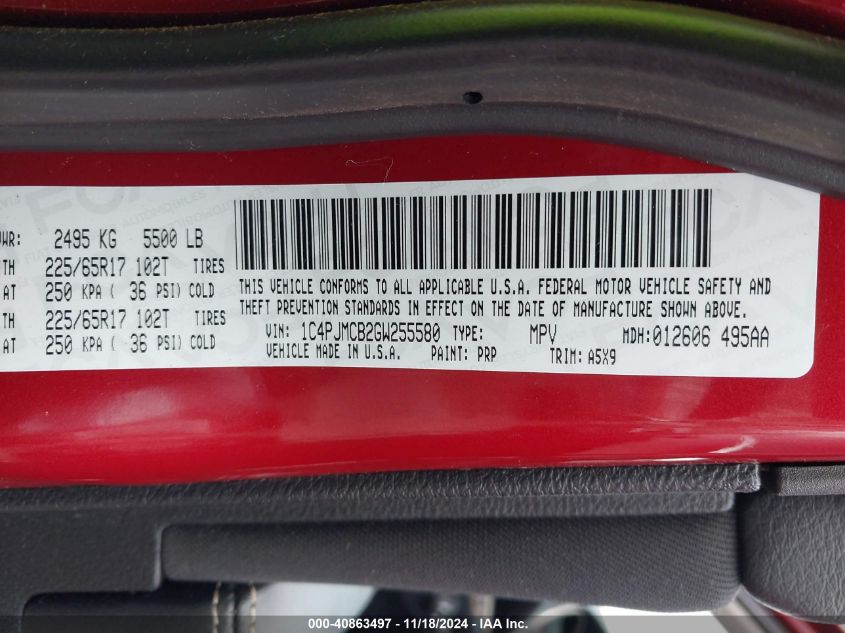 WR: 2495 KG 5500 LB
TH 225/65R17 102T TIRES
AT 250 KPA ( 36 PSI) COLD
TH 225/65R17 102T TIRES
AT 250 KPA ( 36 PSI) COLD
THIS VEHICLE CONFORMS TO ALL APPLICABLE U.S.A. FEDERAL MOTOR VEHICLE SAFETY AND
THEFT PREVENTION STANDARDS IN EFFECT ON THE DATE OF MANUFACTURE SHOWN ABOVE.
VIN: 1C4PJMCB2GW255580 TYPE: MPV MDH:012606 495AA
VEHICLE MADE IN U.S.A. PAINT: PRP TRIM: A5X9
000-40863497 - 11/18/2024 - IAA Inc.